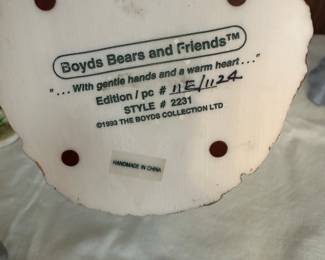 Boyds Bears and Friends™
"...With gentle hands and a warm heart..."
Edition / pc # 11E/1124
STYLE # 2231
©1993 THE BOYDS COLLECTION LTD
HANDMADE IN CHINA